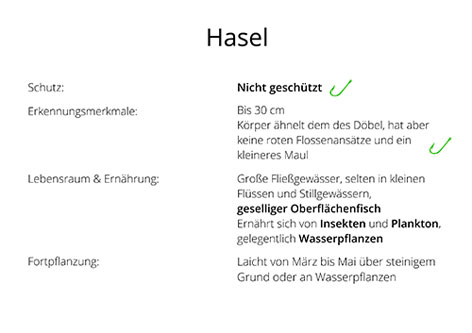 Hasel
Schutz:
Nicht geschützt
Erkennungsmerkmale:
Bis 30 cm
Körper ähnelt dem des Döbel, hat aber
keine roten Flossenansätze und ein
kleineres Maul
Lebensraum & Ernährung:
Große Fließgewässer, selten in kleinen
Flüssen und Stillgewässern,
geselliger Oberflächenfisch
Ernährt sich von Insekten und Plankton,
gelegentlich Wasserpflanzen
Fortpflanzung:
Laicht von März bis Mai über steinigem
Grund oder an Wasserpflanzen